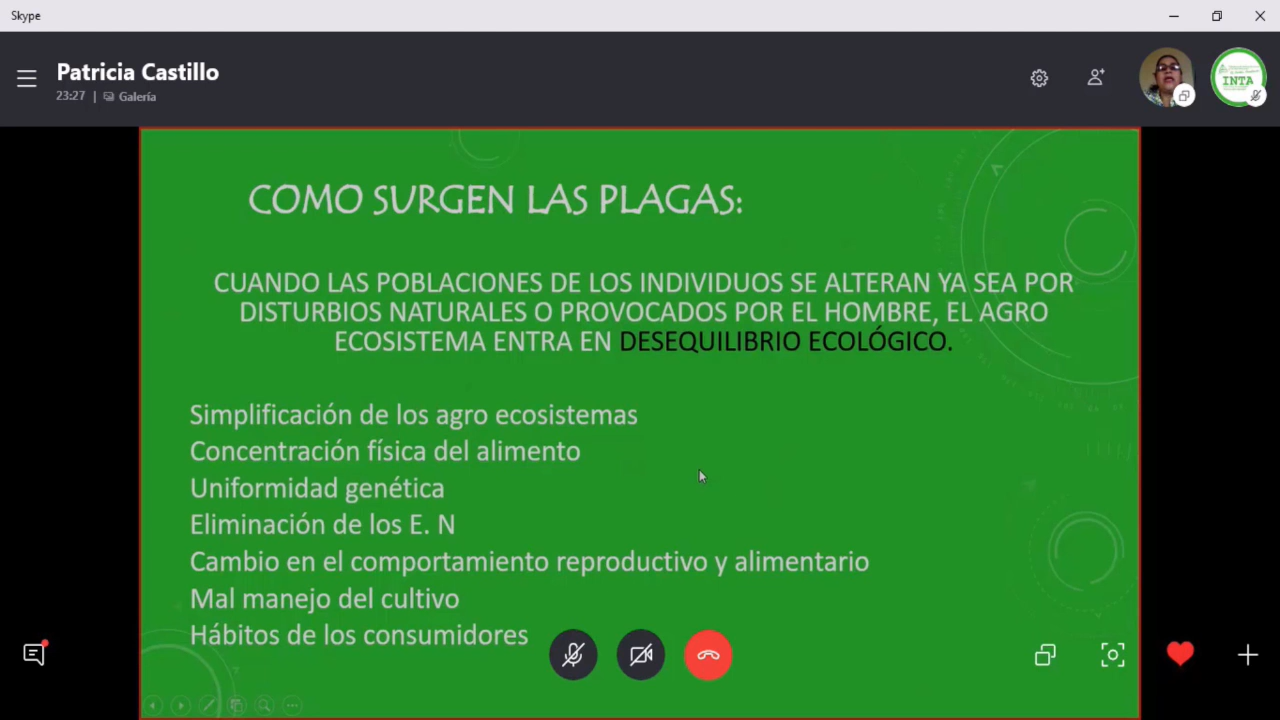 Skype
Patricia Castillo
23:27 | Galería
INTA
COMO SURGEN LAS PLAGAS:
CUANDO LAS POBLACIONES DE LOS INDIVIDUOS SE ALTERAN YA SEA POR
DISTURBIOS NATURALES O PROVOCADOS POR EL HOMBRE, EL AGRO
ECOSISTEMA ENTRA EN DESEQUILIBRIO ECOLÓGICO.
Simplificación de los agro ecosistemas
Concentración física del alimento
Uniformidad genética
Eliminación de los E. N
Cambio en el comportamiento reproductivo y alimentario
Mal manejo del cultivo
Hábitos de los consumidores